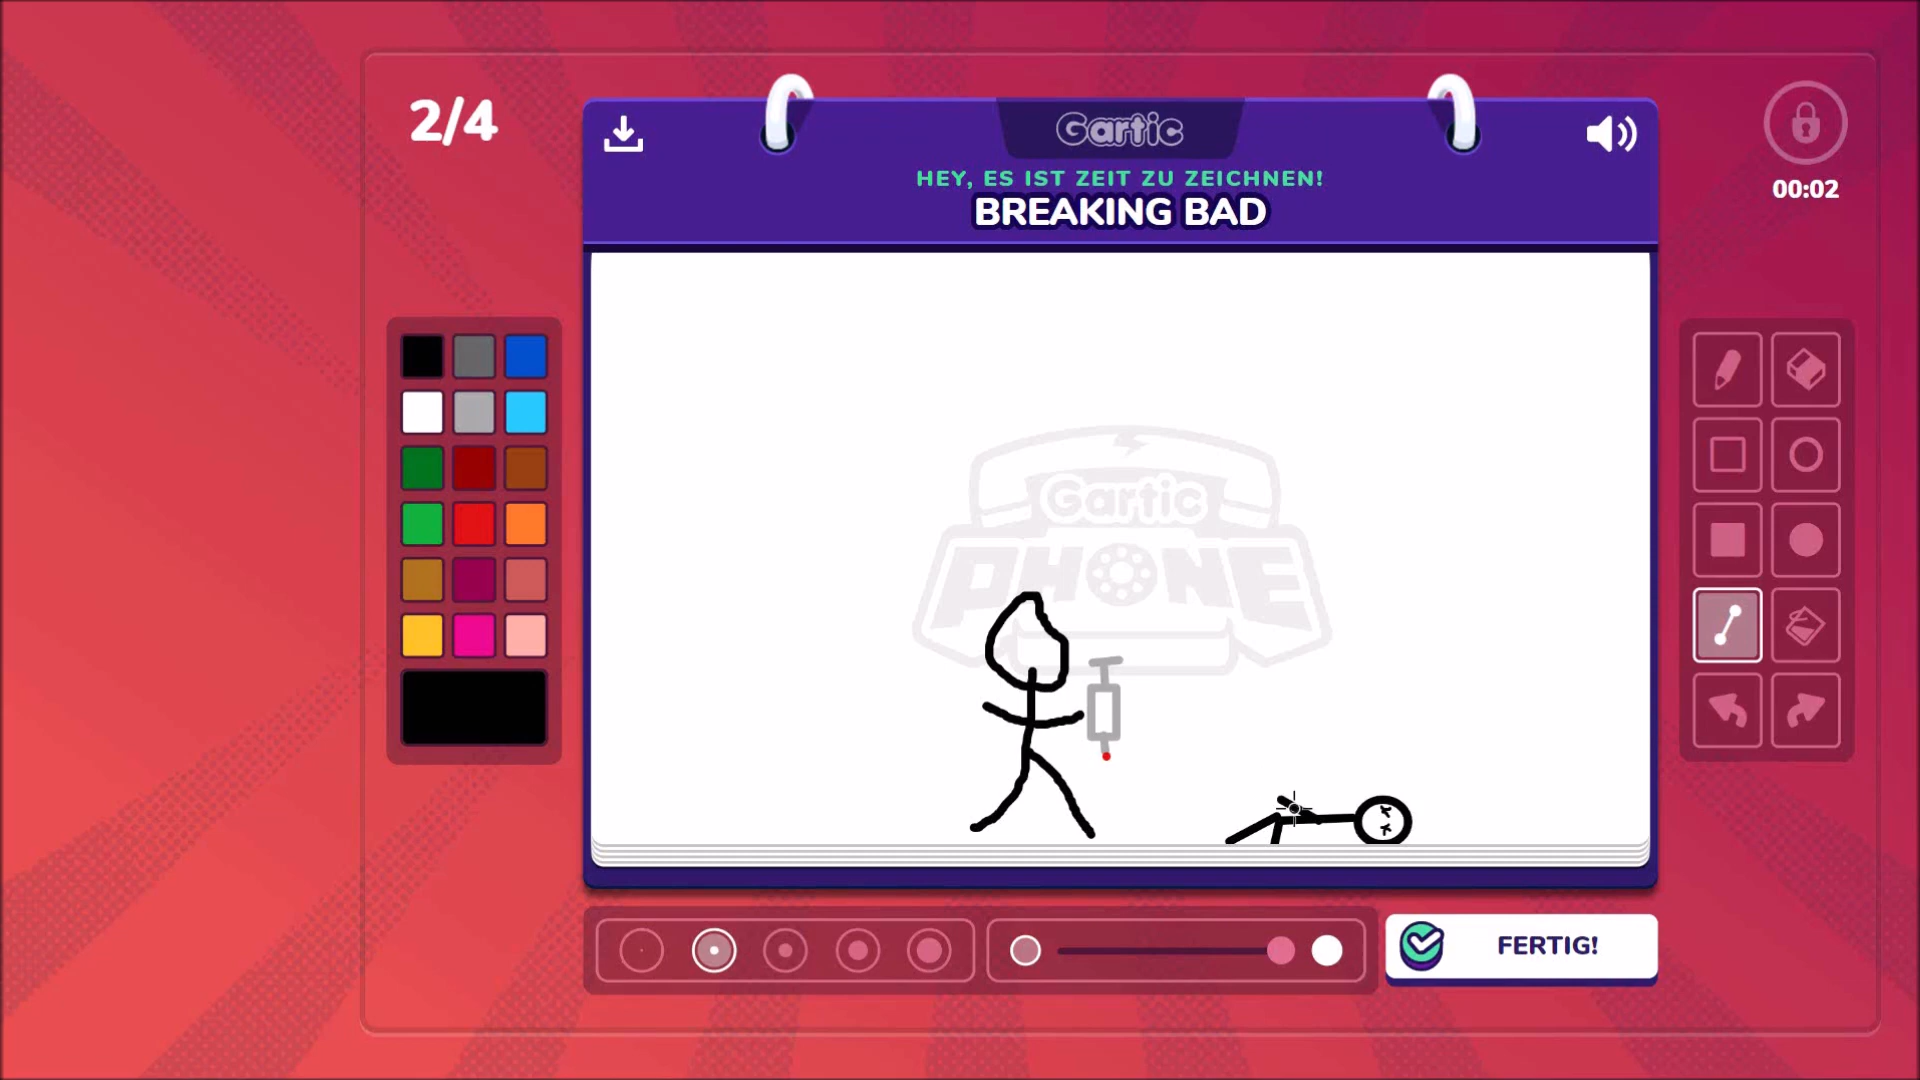 2/4
Gartic
HEY, ES IST ZEIT ZU ZEICHNEN!
BREAKING BAD
00:02
Gartic
PHONE
FERTIG!